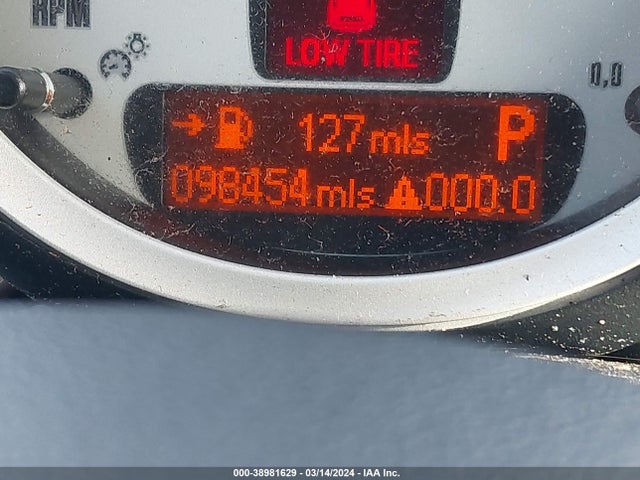 RPM
LOW TIRE
0,0
127 mls P
098454 mls 000.0
000-38981629 - 03/14/2024 - IAA Inc.